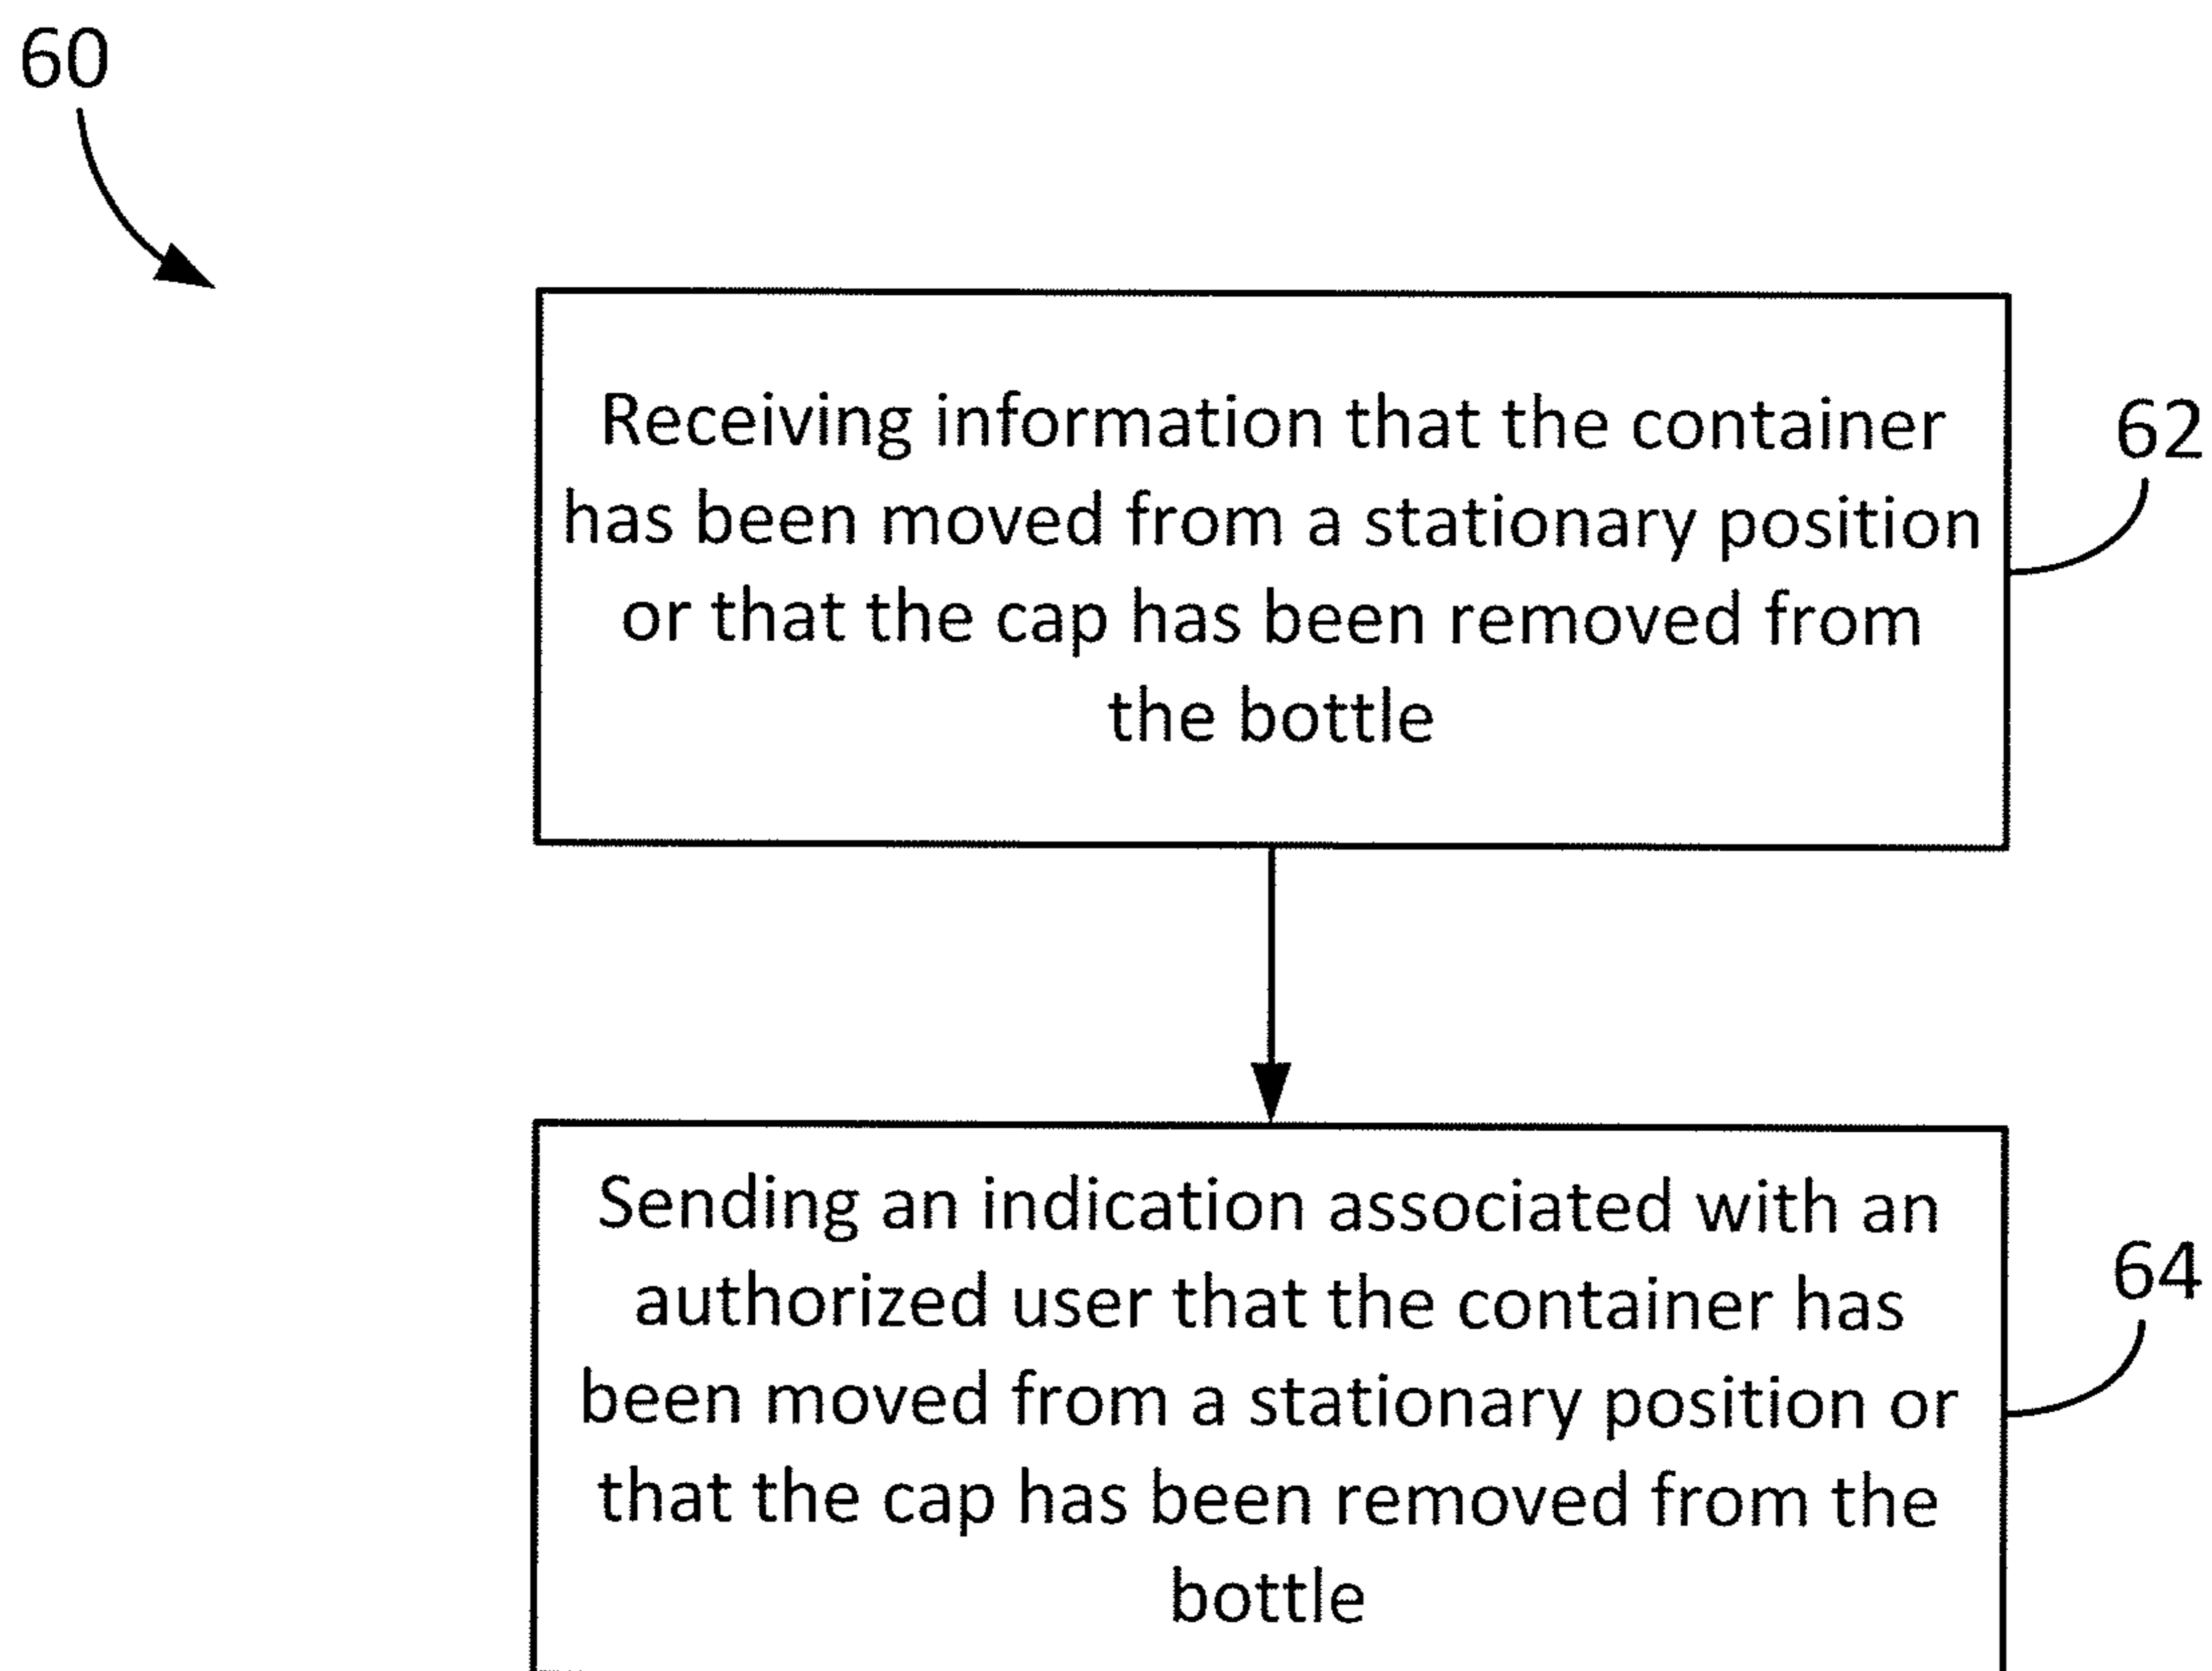 60
Receiving information that the container
has been moved from a stationary position
or that the cap has been removed from
the bottle
62
Sending an indication associated with an
authorized user that the container has
been moved from a stationary position or
that the cap has been removed from the
bottle
64